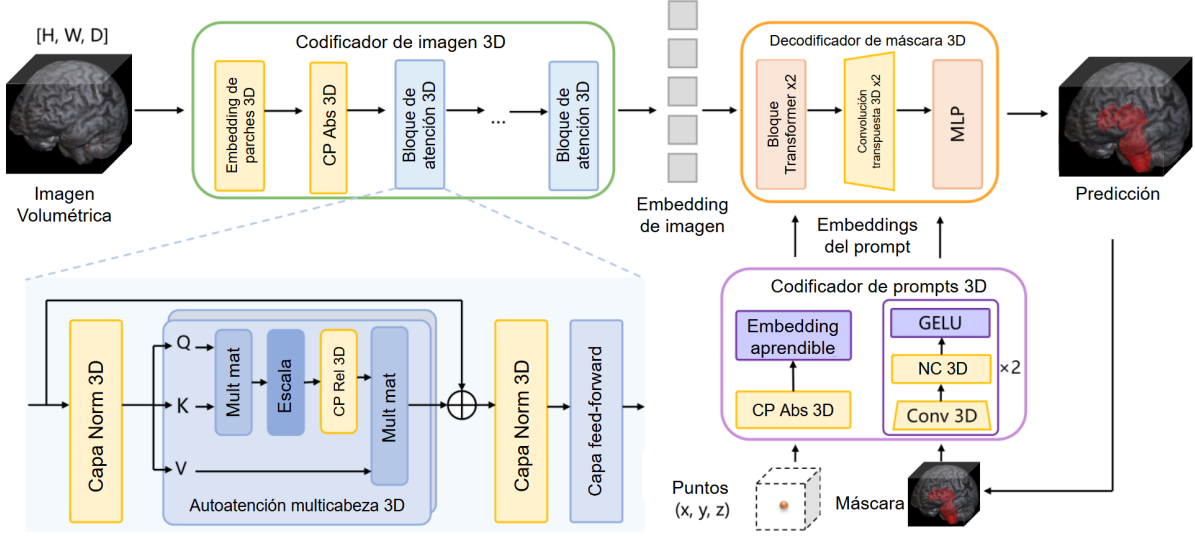 [H, W, D]
Imagen
Volumétrica
Codificador de imagen 3D
Embedding de
parches 3D
CP Abs 3D
Bloque de
atención 3D
...
Bloque de
atención 3D
Embedding
de imagen
Decodificador de máscara 3D
Bloque
Transformer x2
Convolución
transpuesta 3D x2
MLP
Predicción
Embeddings
del prompt
Codificador de prompts 3D
Embedding
aprendible
CP Abs 3D
GELU
NC 3D
Conv 3D
×2
Puntos
(x, y, z)
Máscara
Capa Norm 3D
Q
K
V
Mult mat
Escala
CP Rel 3D
Mult mat
Autoatención multicabeza 3D
Capa Norm 3D
Capa feed-forward